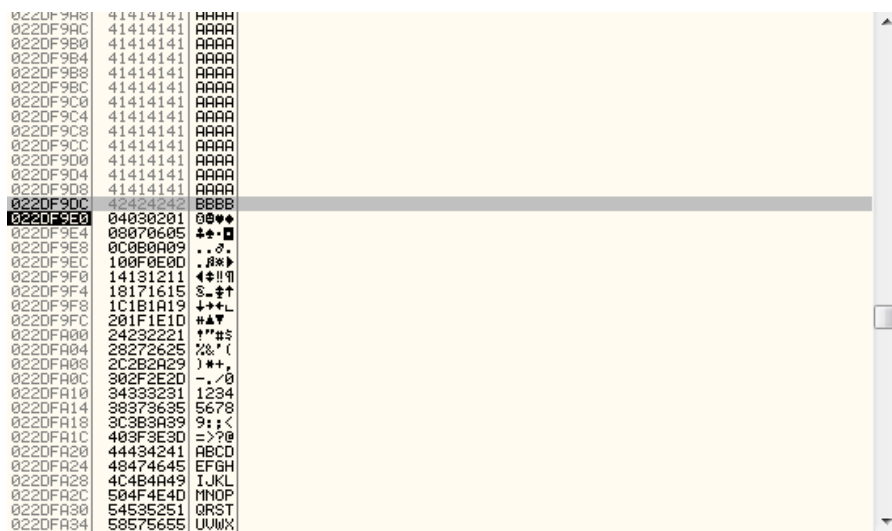 022DF9A8 41414141 AAAA
022DF9AC 41414141 AAAA
022DF9B0 41414141 AAAA
022DF9B4 41414141 AAAA
022DF9B8 41414141 AAAA
022DF9BC 41414141 AAAA
022DF9C0 41414141 AAAA
022DF9C4 41414141 AAAA
022DF9C8 41414141 AAAA
022DF9CC 41414141 AAAA
022DF9D0 41414141 AAAA
022DF9D4 41414141 AAAA
022DF9D8 41414141 AAAA
022DF9DC 42424242 BBBB
022DF9E0 04030201 ☺☻♥♦
022DF9E4 08070605 ♣♠•◘
022DF9E8 0C0B0A09 ..♂.
022DF9EC 100F0E0D .♫☼►
022DF9F0 14131211 ◄↕‼¶
022DF9F4 18171615 §▬↨↑
022DF9F8 1C1B1A19 ↓→←∟
022DF9FC 201F1E1D ↔▲▼
022DFA00 24232221 !"#$
022DFA04 28272625 %&'(
022DFA08 2C2B2A29 )*+,
022DFA0C 302F2E2D -./0
022DFA10 34333231 1234
022DFA14 38373635 5678
022DFA18 3C3B3A39 9:;<
022DFA1C 403F3E3D =>?@
022DFA20 44434241 ABCD
022DFA24 48474645 EFGH
022DFA28 4C4B4A49 IJKL
022DFA2C 504F4E4D MNOP
022DFA30 54535251 QRST
022DFA34 58575655 UVWX